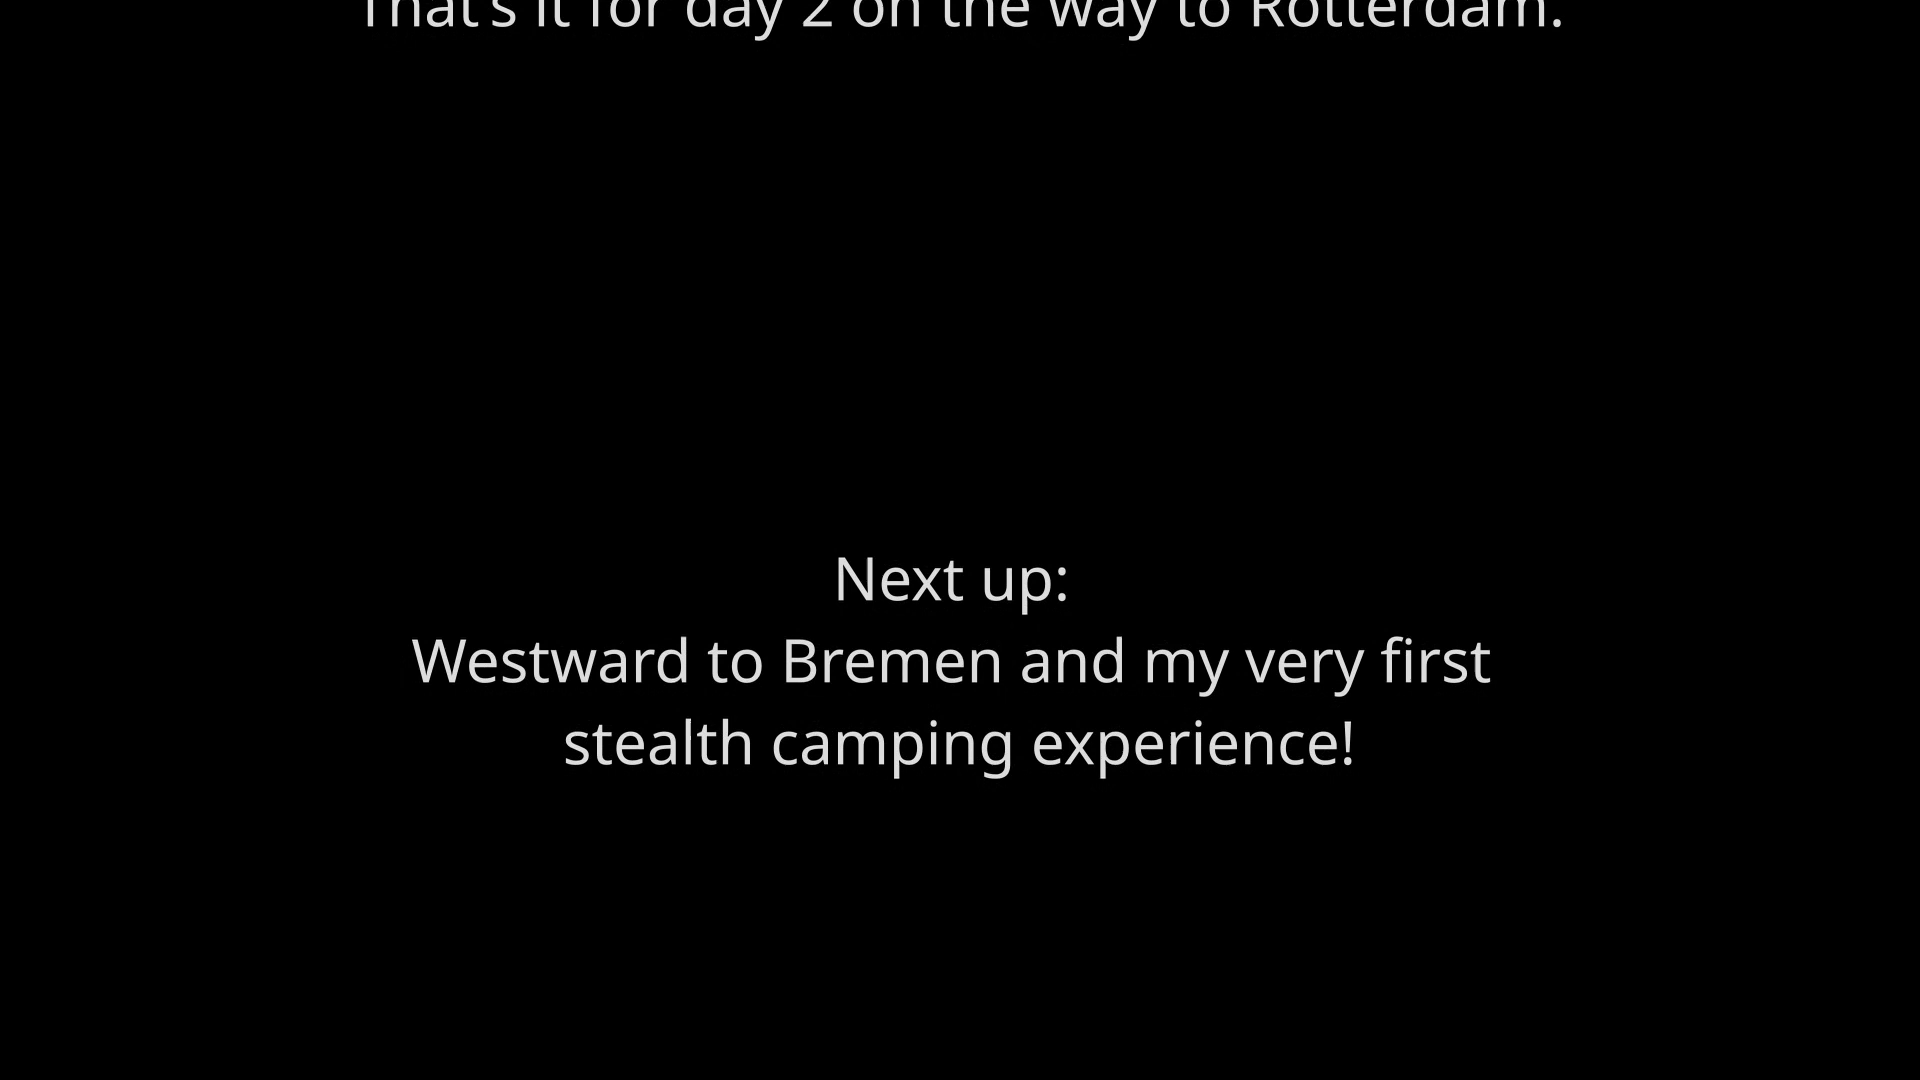 That's it for day 2 on the way to Rotterdam.
Next up:
Westward to Bremen and my very first
stealth camping experience!